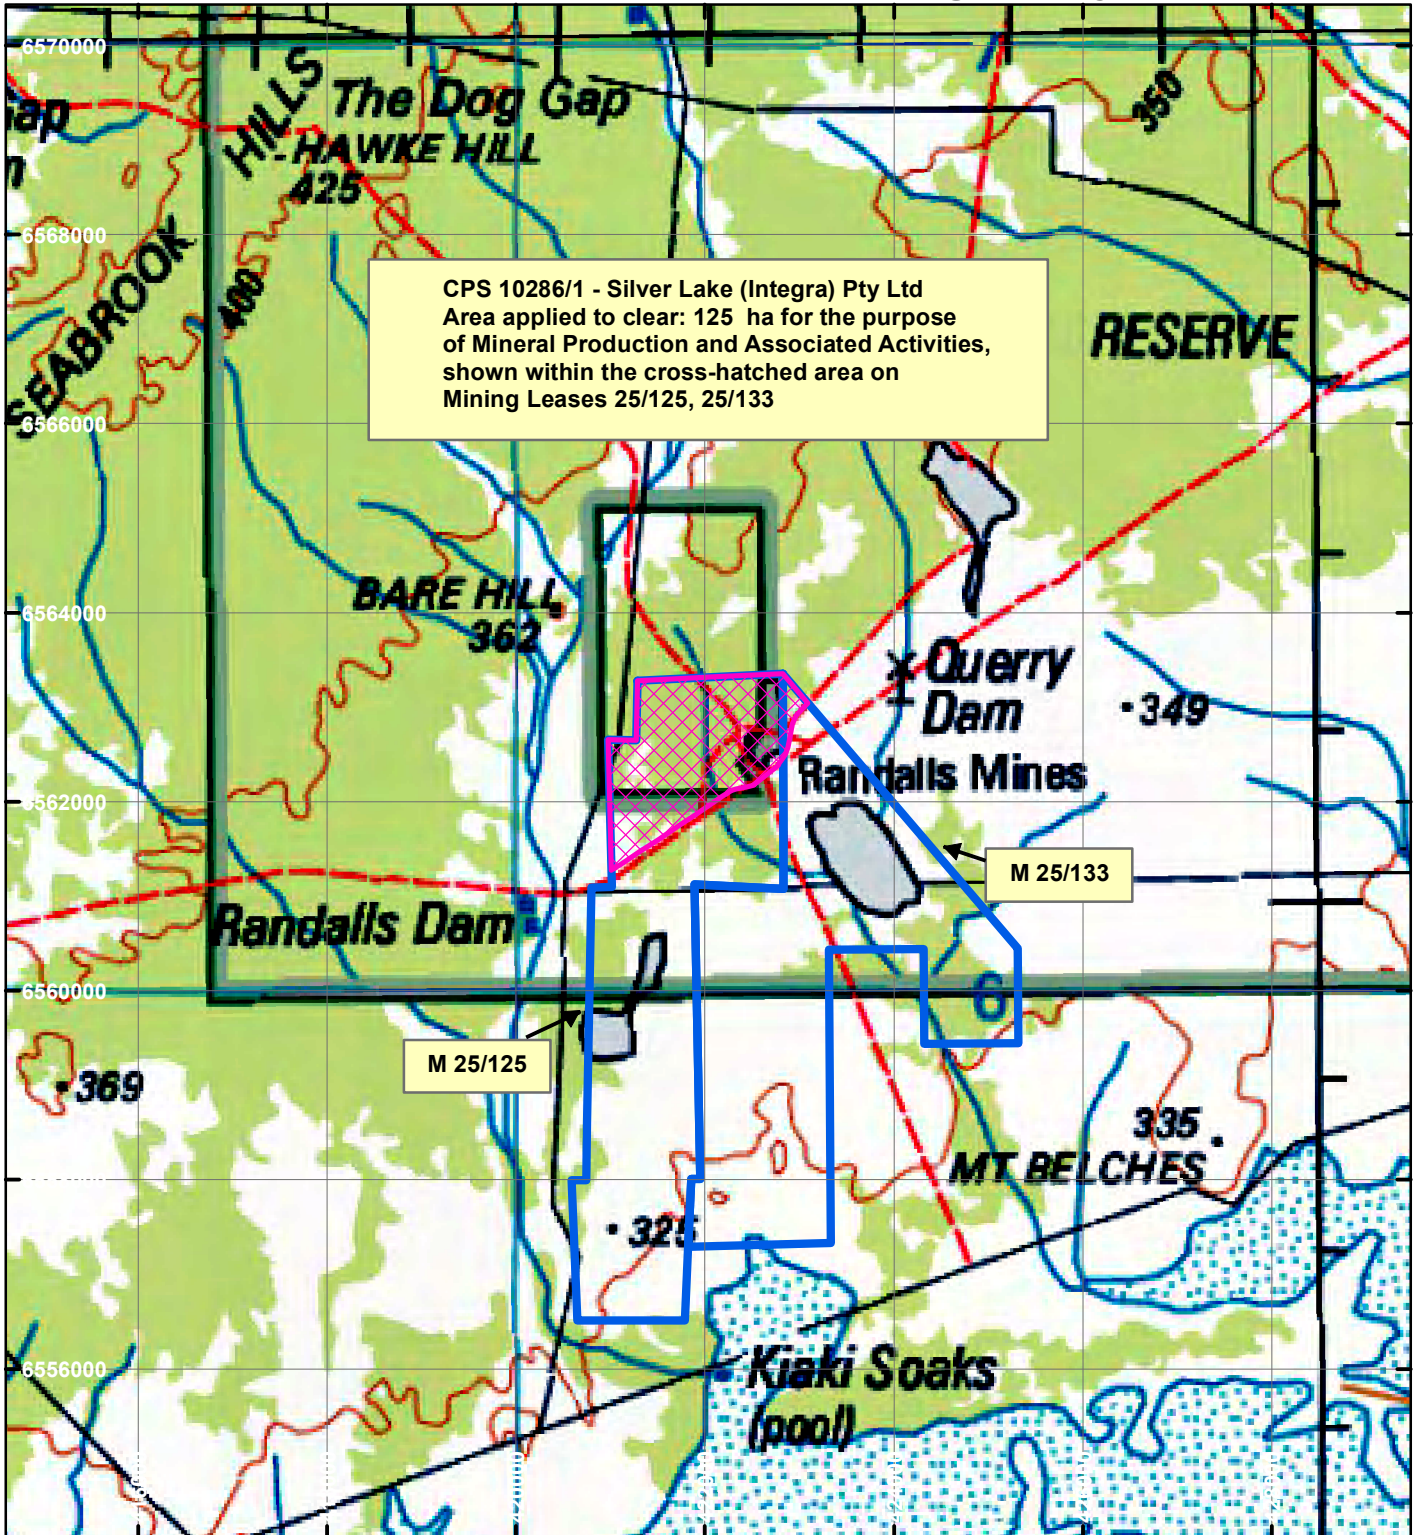 6570000
HILLS
The Dog Gap
HAWKE HILL
425
350
6568000
SEABROOK
400
CPS 10286/1 - Silver Lake (Integra) Pty Ltd
Area applied to clear: 125 ha for the purpose
of Mineral Production and Associated Activities,
shown within the cross-hatched area on
Mining Leases 25/125, 25/133
RESERVE
6566000
6564000
BARE HILL
362
Querry
Dam
349
Randalls Mines
6562000
M 25/133
Randalls Dam
6560000
6
M 25/125
369
335
MT BELCHES
325
6556000
Kiaki Soaks
(pool)